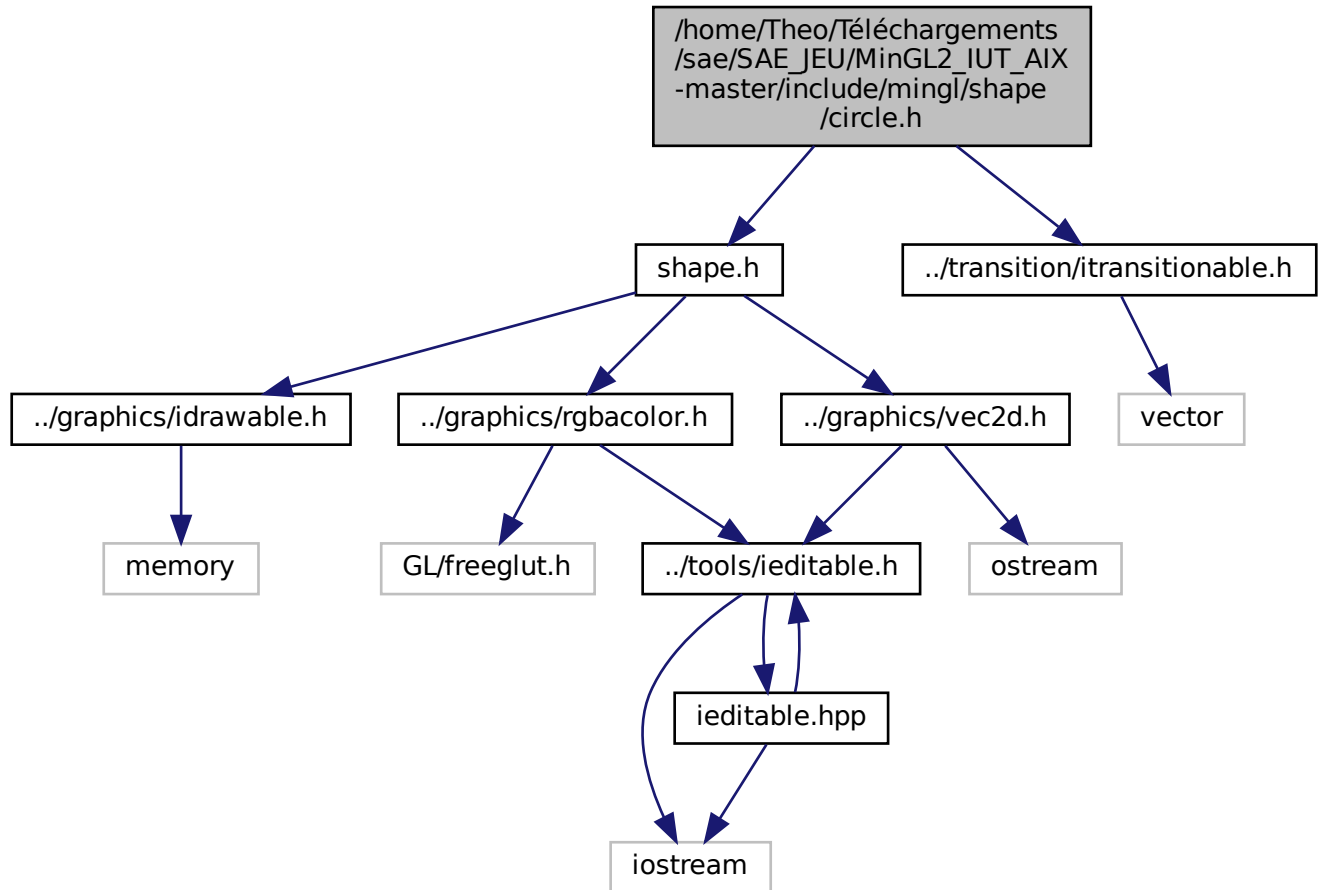 /home/Theo/Téléchargements
/sae/SAE_JEU/MinGL2_IUT_AIX
-master/include/mingl/shape
/circle.h
shape.h
../transition/itransitionable.h
../graphics/idrawable.h
../graphics/rgbacolor.h
../graphics/vec2d.h
vector
memory
GL/freeglut.h
../tools/ieditable.h
ostream
ieditable.hpp
iostream